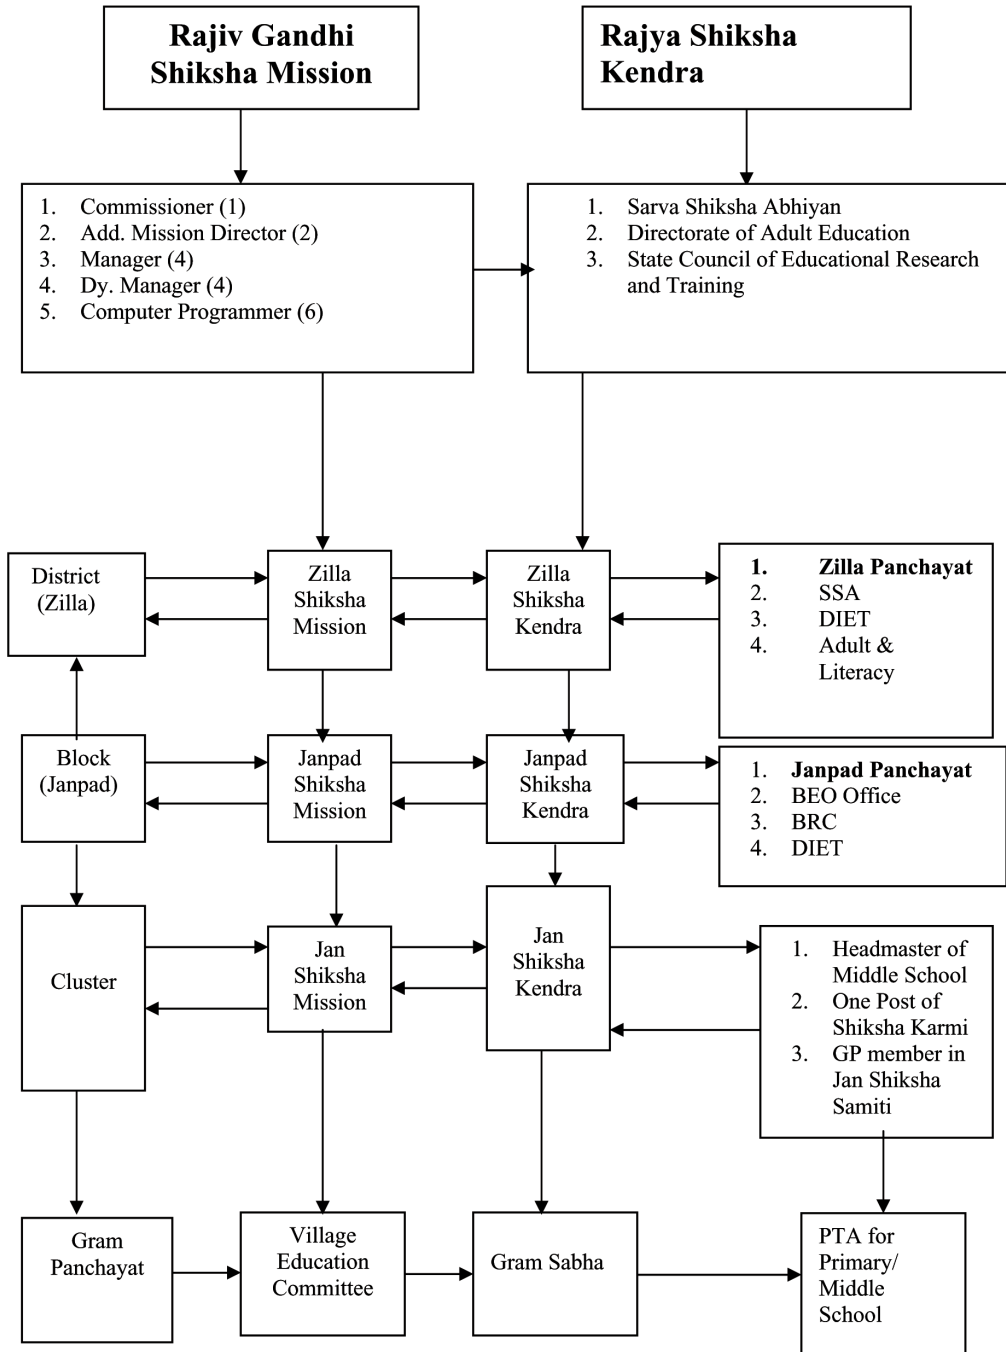 Rajiv Gandhi
Shiksha Mission
Rajya Shiksha
Kendra
1. Commissioner (1)
2. Add. Mission Director (2)
3. Manager (4)
4. Dy. Manager (4)
5. Computer Programmer (6)
1. Sarva Shiksha Abhiyan
2. Directorate of Adult Education
3. State Council of Educational Research
and Training
District
(Zilla)
Zilla
Shiksha
Mission
Zilla
Shiksha
Kendra
1. Zilla Panchayat
2. SSA
3. DIET
4. Adult &
Literacy
Block
(Janpad)
Janpad
Shiksha
Mission
Janpad
Shiksha
Kendra
1. Janpad Panchayat
2. BEO Office
3. BRC
4. DIET
Cluster
Jan
Shiksha
Mission
Jan
Shiksha
Kendra
1. Headmaster of
Middle School
2. One Post of
Shiksha Karmi
3. GP member in
Jan Shiksha
Samiti
Gram
Panchayat
Village
Education
Committee
Gram Sabha
PTA for
Primary/
Middle
School